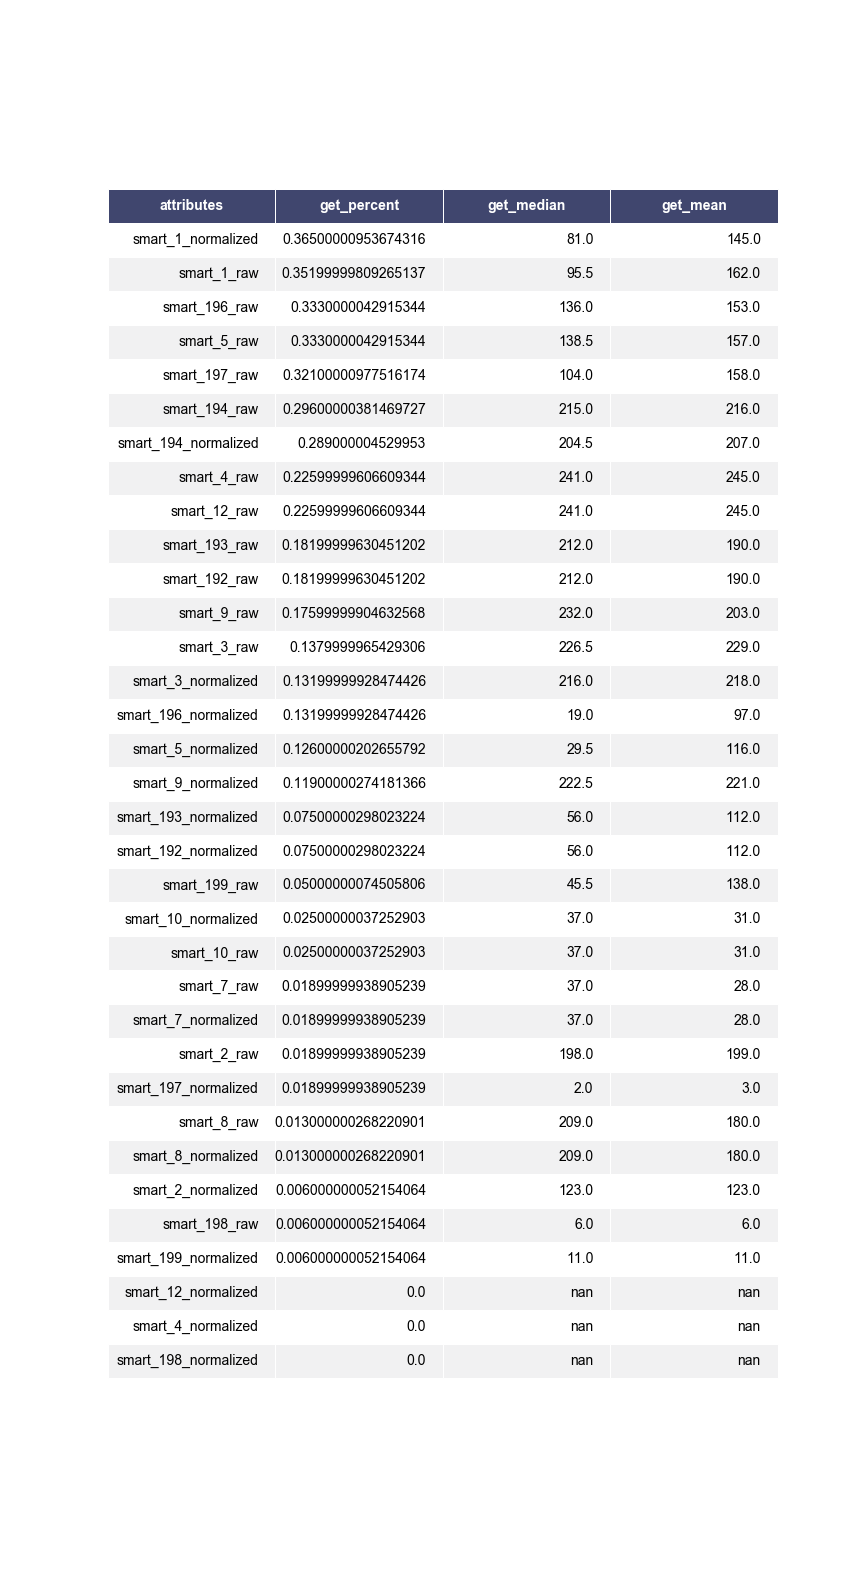 attributes get_percent get_median get_mean
smart_1_normalized 0.36500000953674316 81.0 145.0
smart_1_raw 0.35199999809265137 95.5 162.0
smart_196_raw 0.3330000042915344 136.0 153.0
smart_5_raw 0.3330000042915344 138.5 157.0
smart_197_raw 0.32100000977516174 104.0 158.0
smart_194_raw 0.29600000381469727 215.0 216.0
smart_194_normalized 0.289000004529953 204.5 207.0
smart_4_raw 0.22599999606609344 241.0 245.0
smart_12_raw 0.22599999606609344 241.0 245.0
smart_193_raw 0.18199999630451202 212.0 190.0
smart_192_raw 0.18199999630451202 212.0 190.0
smart_9_raw 0.17599999904632568 232.0 203.0
smart_3_raw 0.1379999965429306 226.5 229.0
smart_3_normalized 0.13199999928474426 216.0 218.0
smart_196_normalized 0.13199999928474426 19.0 97.0
smart_5_normalized 0.12600000202655792 29.5 116.0
smart_9_normalized 0.11900000274181366 222.5 221.0
smart_193_normalized 0.07500000298023224 56.0 112.0
smart_192_normalized 0.07500000298023224 56.0 112.0
smart_199_raw 0.05000000074505806 45.5 138.0
smart_10_normalized 0.02500000037252903 37.0 31.0
smart_10_raw 0.02500000037252903 37.0 31.0
smart_7_raw 0.01899999938905239 37.0 28.0
smart_7_normalized 0.01899999938905239 37.0 28.0
smart_2_raw 0.01899999938905239 198.0 199.0
smart_197_normalized 0.01899999938905239 2.0 3.0
smart_8_raw 0.013000000268220901 209.0 180.0
smart_8_normalized 0.013000000268220901 209.0 180.0
smart_2_normalized 0.006000000052154064 123.0 123.0
smart_198_raw 0.006000000052154064 6.0 6.0
smart_199_normalized 0.006000000052154064 11.0 11.0
smart_12_normalized 0.0 nan nan
smart_4_normalized 0.0 nan nan
smart_198_normalized 0.0 nan nan